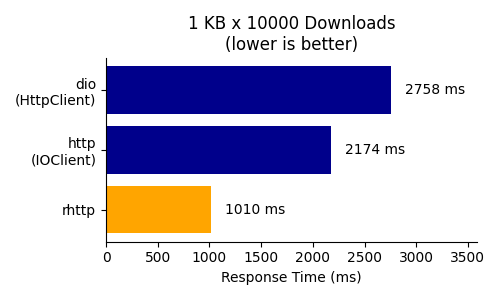 1 KB x 10000 Downloads
(lower is better)
dio
(HttpClient)
2758 ms
http
(IOClient)
2174 ms
rhttp
1010 ms
0 500 1000 1500 2000 2500 3000 3500
Response Time (ms)